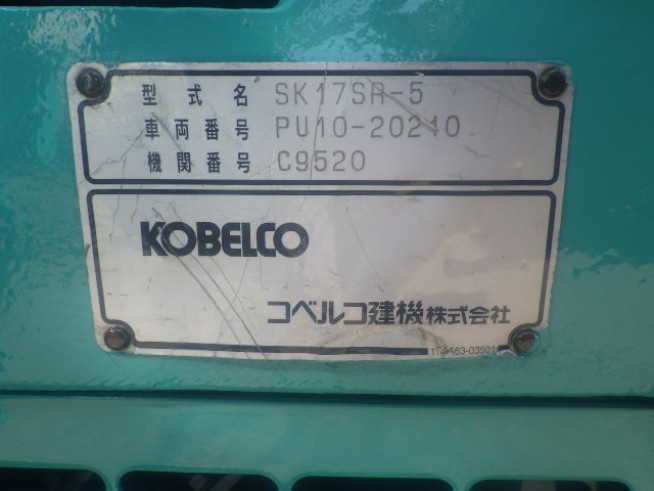 型式名 SK17SR-5
車両番号 PU10-20240
機関番号 C9520
KOBELCO
コベルコ建機株式会社